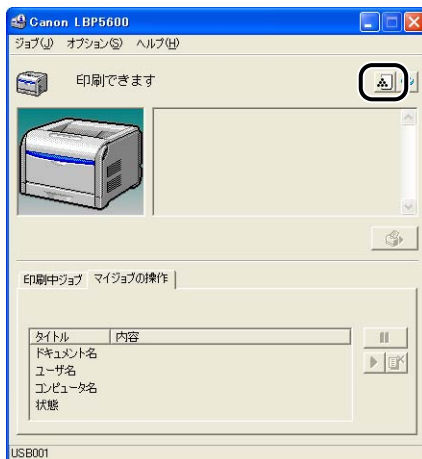 Canon LBP5600
ジョブ(J) オプション(O) ヘルプ(H)
印刷できます
印刷中ジョブ マイジョブの操作
タイトル 内容
ドキュメント名
ユーザ名
コンピュータ名
状態
USB001